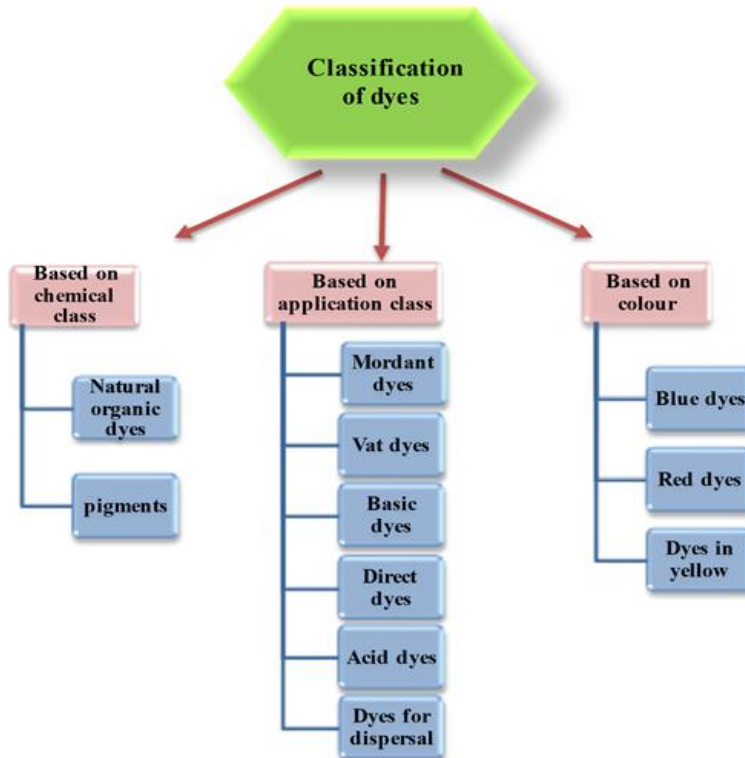 Classification
of dyes
Based on
chemical
class
Natural
organic
dyes
pigments
Based on
application class
Mordant
dyes
Vat dyes
Basic
dyes
Direct
dyes
Acid dyes
Dyes for
dispersal
Based on
colour
Blue dyes
Red dyes
Dyes in
yellow